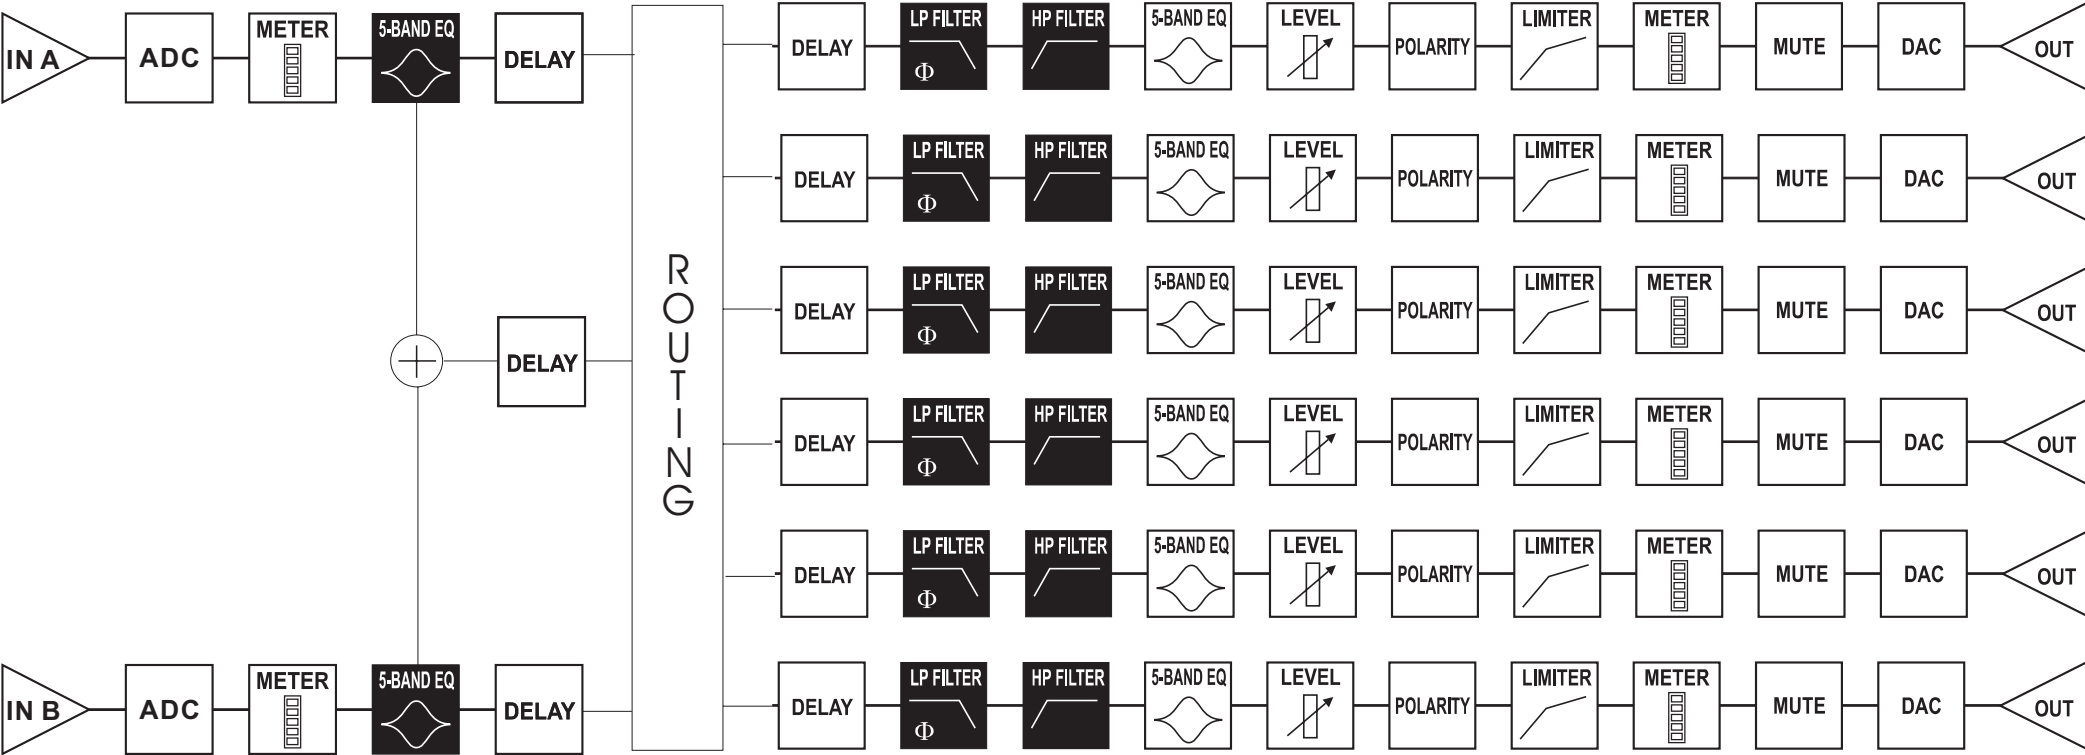 IN A
ADC
METER
5-BAND EQ
DELAY
DELAY
LP FILTER
Φ
HP FILTER
5-BAND EQ
LEVEL
POLARITY
LIMITER
METER
MUTE
DAC
OUT
DELAY
LP FILTER
Φ
HP FILTER
5-BAND EQ
LEVEL
POLARITY
LIMITER
METER
MUTE
DAC
OUT
ROUTING
DELAY
DELAY
LP FILTER
Φ
HP FILTER
5-BAND EQ
LEVEL
POLARITY
LIMITER
METER
MUTE
DAC
OUT
DELAY
LP FILTER
Φ
HP FILTER
5-BAND EQ
LEVEL
POLARITY
LIMITER
METER
MUTE
DAC
OUT
DELAY
LP FILTER
Φ
HP FILTER
5-BAND EQ
LEVEL
POLARITY
LIMITER
METER
MUTE
DAC
OUT
IN B
ADC
METER
5-BAND EQ
DELAY
DELAY
LP FILTER
Φ
HP FILTER
5-BAND EQ
LEVEL
POLARITY
LIMITER
METER
MUTE
DAC
OUT